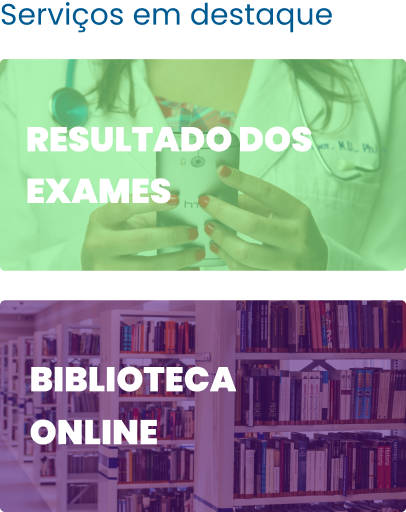 Serviços em destaque
RESULTADO DOS
EXAMES
BIBLIOTECA
ONLINE